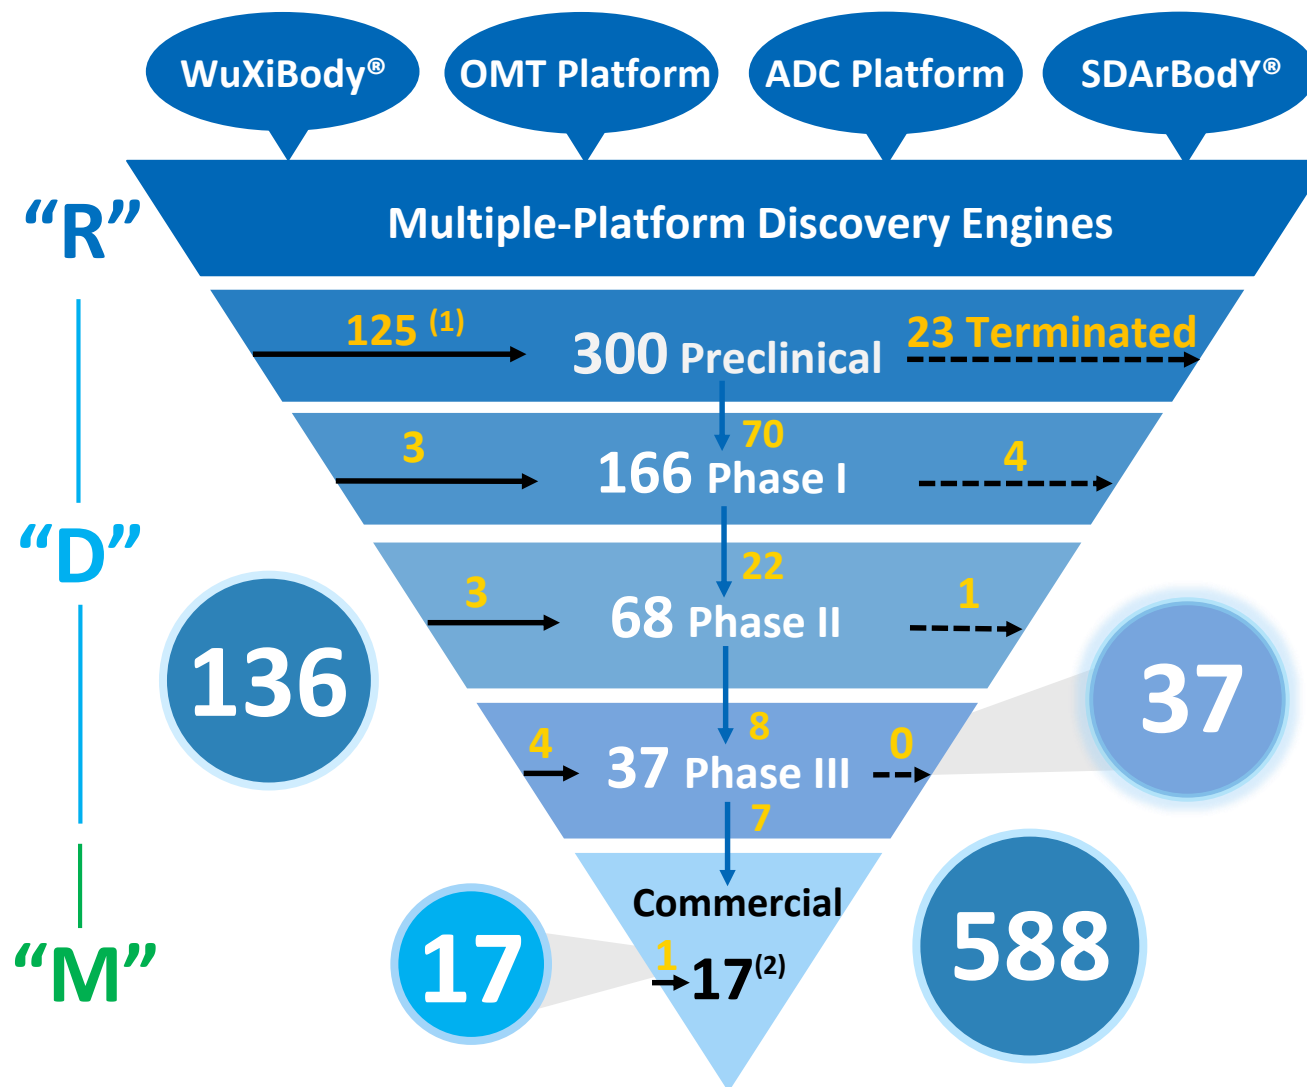 WuXiBody®
OMT Platform
ADC Platform
SDArBodY®
“R”
Multiple-Platform Discovery Engines
125 (1)
300 Preclinical
23 Terminated
70
3
166 Phase I
4
“D”
22
3
68 Phase II
1
136
37
8
4
37 Phase III
0
7
Commercial
17
1
17(2)
588
“M”